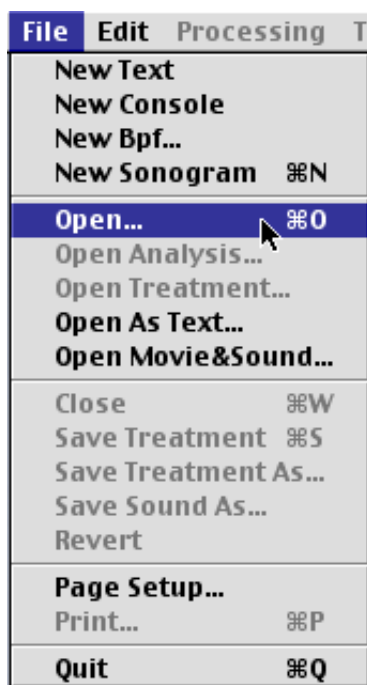 File Edit Processing T
New Text
New Console
New Bpf...
New Sonogram ⌘N
Open... ⌘O
Open Analysis...
Open Treatment...
Open As Text...
Open Movie&Sound...
Close ⌘W
Save Treatment ⌘S
Save Treatment As...
Save Sound As...
Revert
Page Setup...
Print... ⌘P
Quit ⌘Q